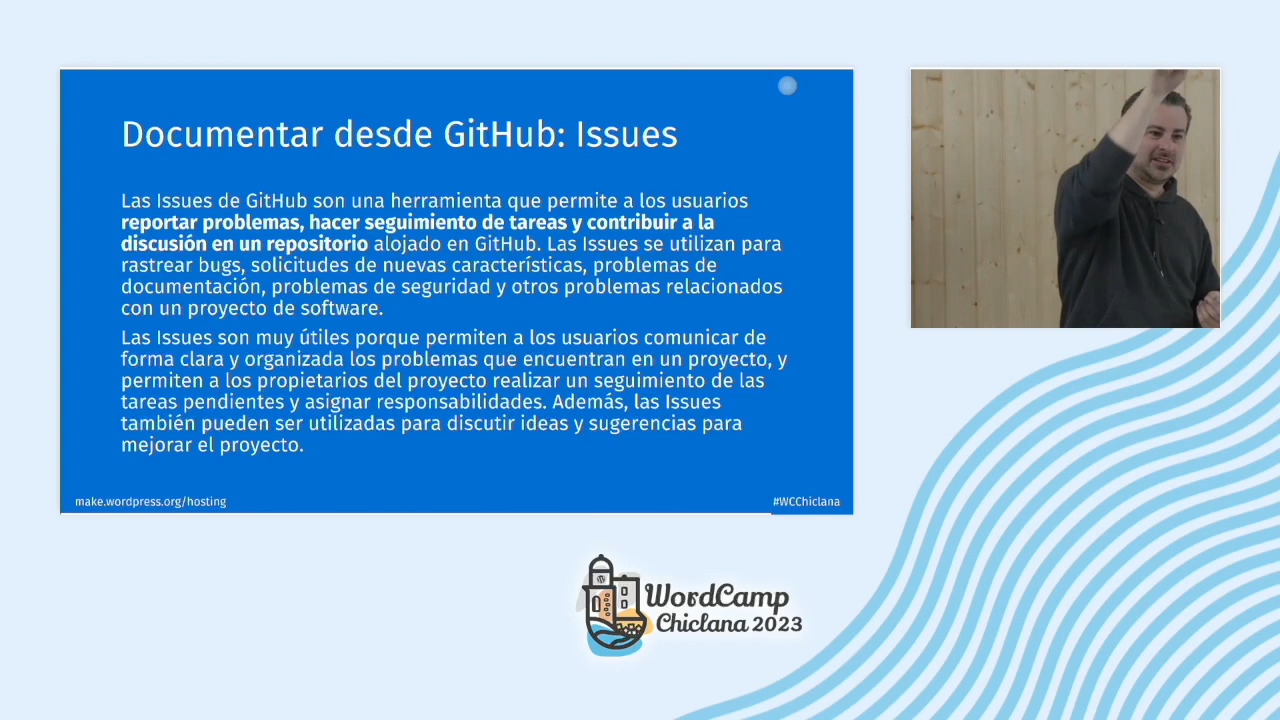 Documentar desde GitHub: Issues
Las Issues de GitHub son una herramienta que permite a los usuarios
reportar problemas, hacer seguimiento de tareas y contribuir a la
discusión en un repositorio alojado en GitHub. Las Issues se utilizan para
rastrear bugs, solicitudes de nuevas características, problemas de
documentación, problemas de seguridad y otros problemas relacionados
con un proyecto de software.
Las Issues son muy útiles porque permiten a los usuarios comunicar de
forma clara y organizada los problemas que encuentran en un proyecto, y
permiten a los propietarios del proyecto realizar un seguimiento de las
tareas pendientes y asignar responsabilidades. Además, las Issues
también pueden ser utilizadas para discutir ideas y sugerencias para
mejorar el proyecto.
make.wordpress.org/hosting
#WCChiclana
WordCamp
Chiclana 2023